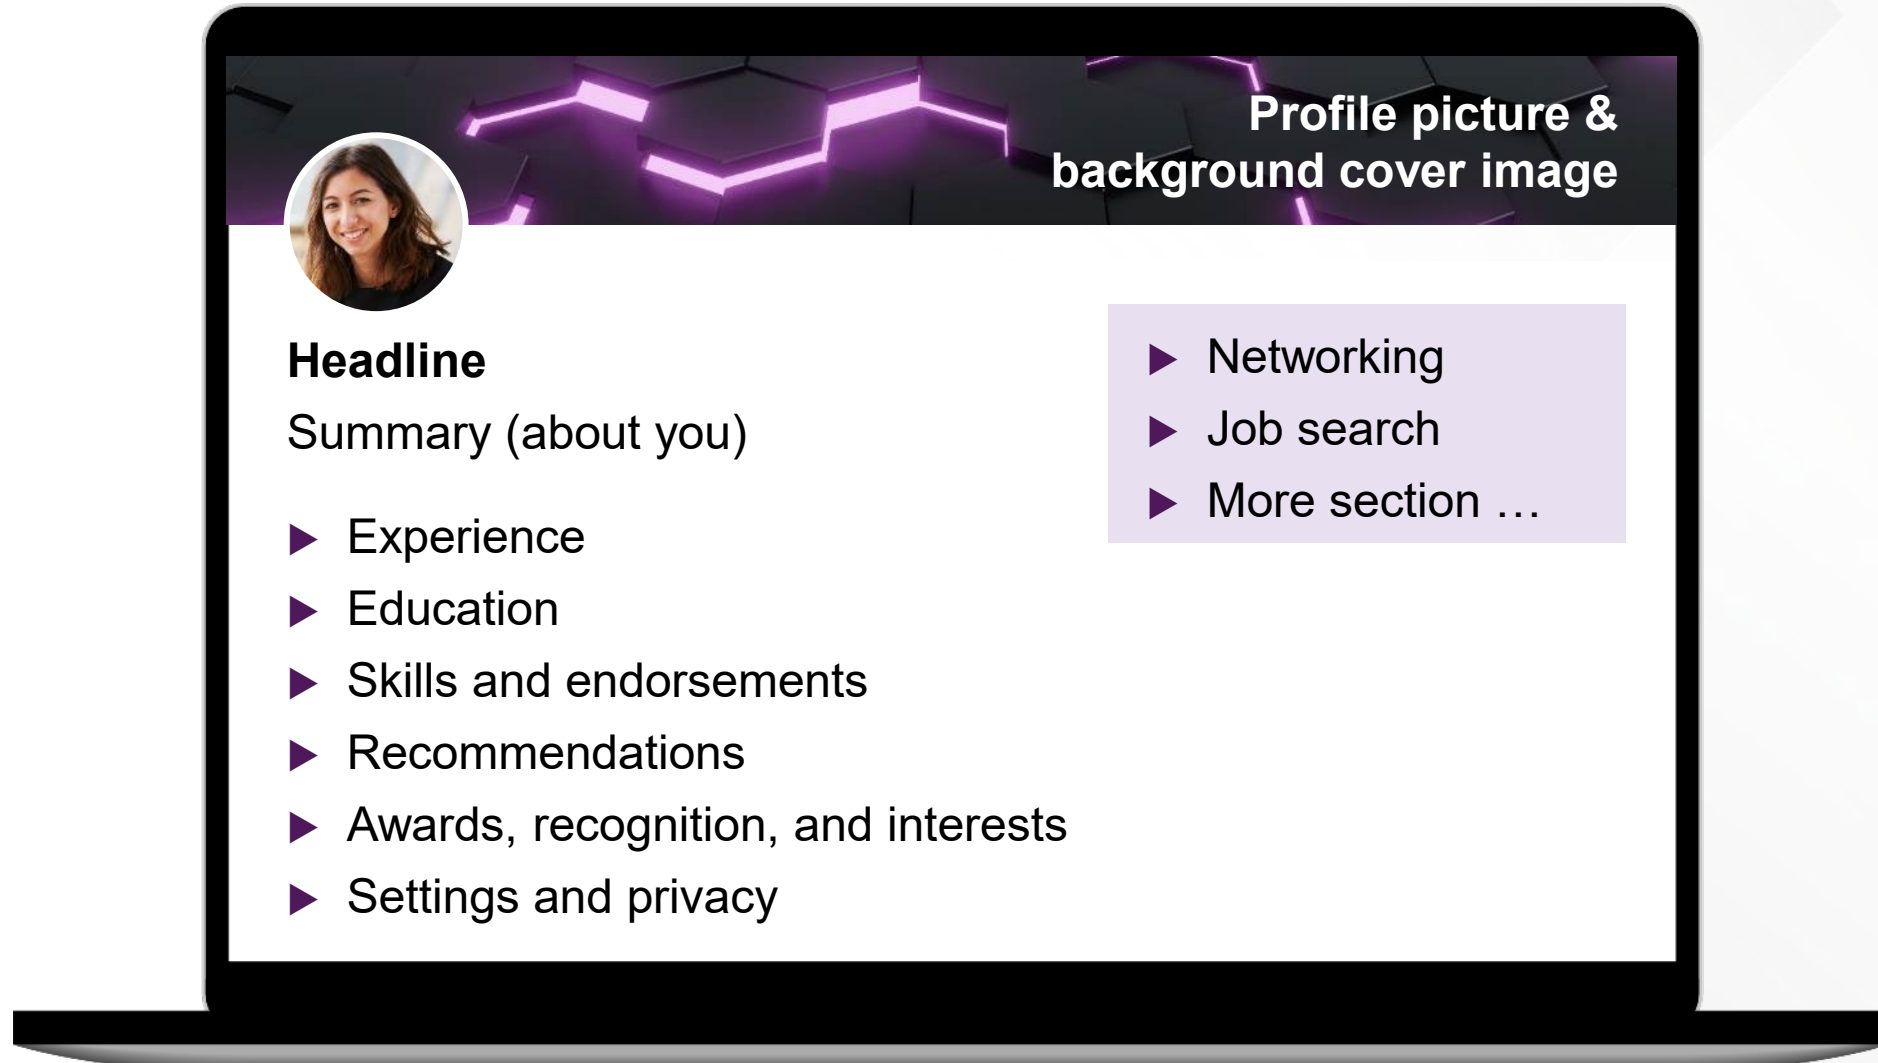 Profile picture &
background cover image
Headline
Summary (about you)
Experience
Education
Skills and endorsements
Recommendations
Awards, recognition, and interests
Settings and privacy
Networking
Job search
More section …